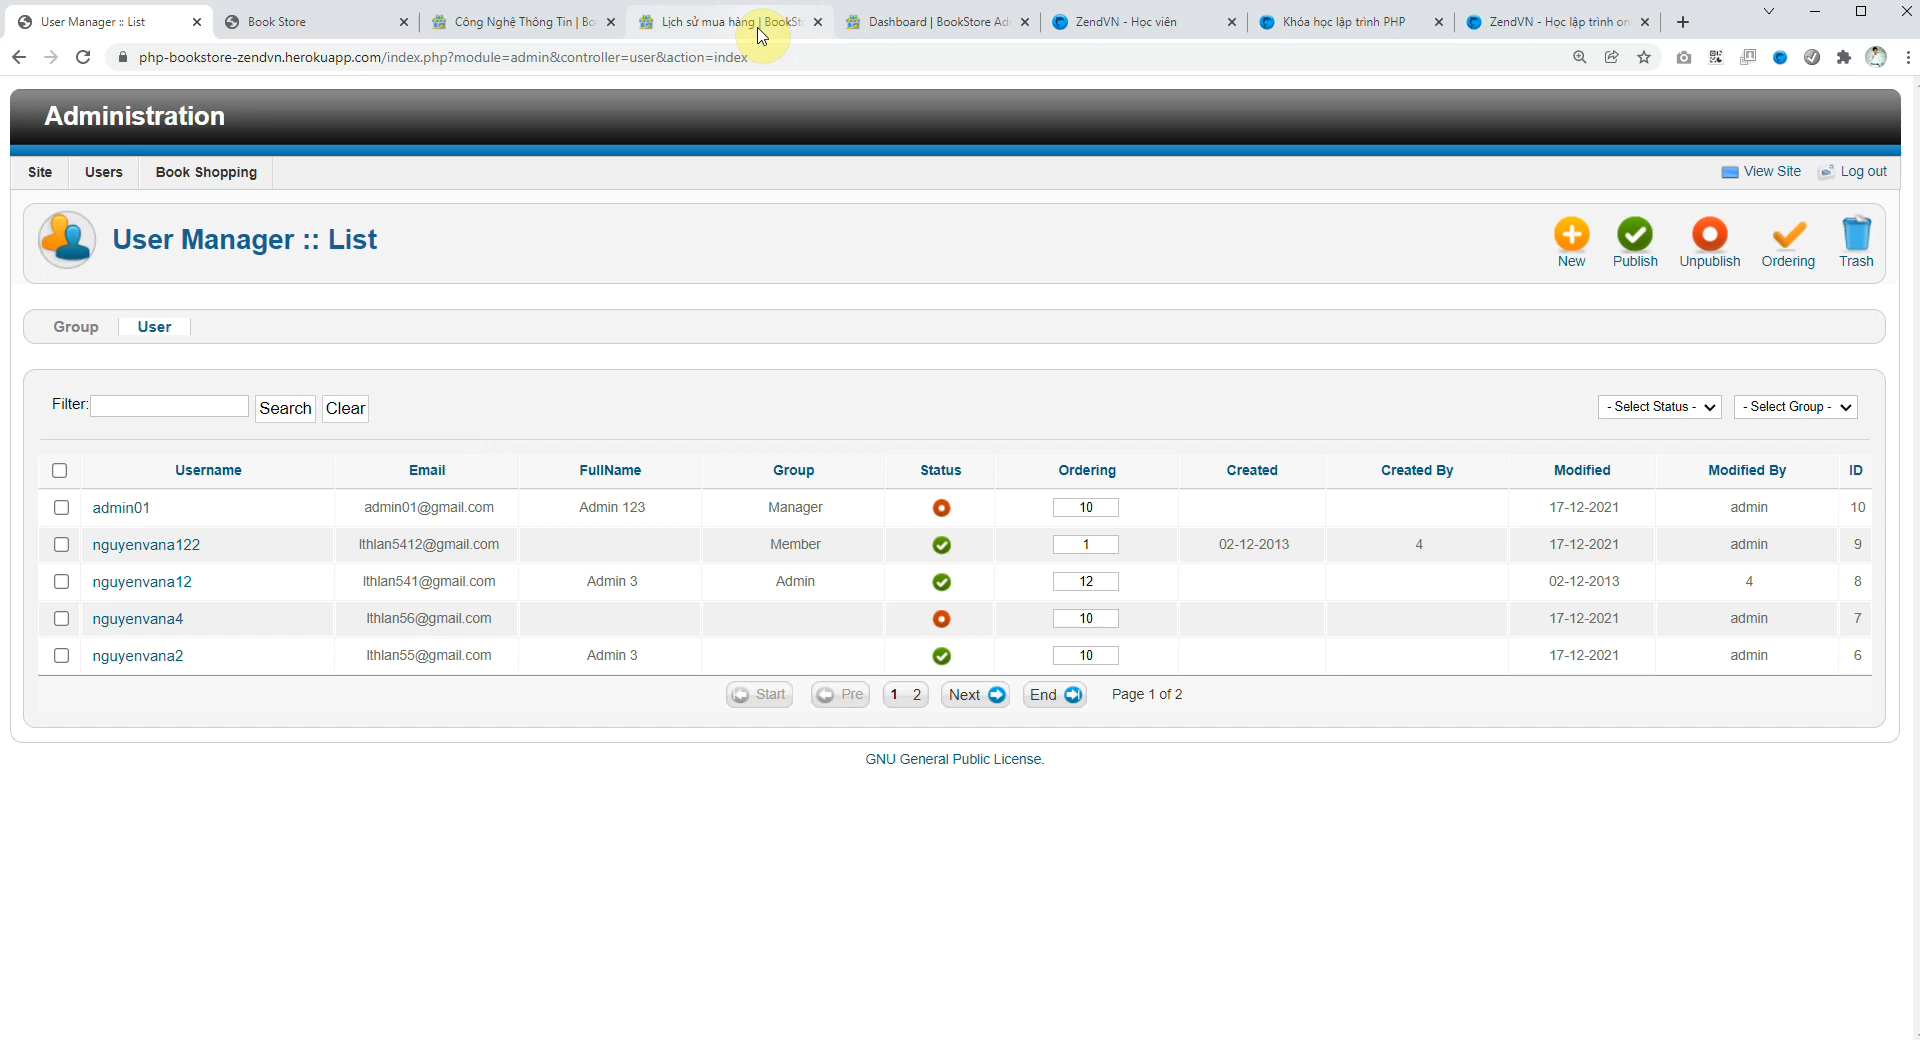 User Manager :: List
Book Store
Công Nghệ Thông Tin | Bo
Lịch sử mua hàng | BookSt
Dashboard | BookStore Ad
ZendVN - Học viên
Khóa học lập trình PHP
ZendVN - Học lập trình on
php-bookstore-zendvn.herokuapp.com/index.php?module=admin&controller=user&action=index
Administration
Site Users Book Shopping View Site Log out
User Manager :: List
New Publish Unpublish Ordering Trash
Group User
Filter: Search Clear - Select Status - - Select Group -
Username Email FullName Group Status Ordering Created Created By Modified Modified By ID
admin01 admin01@gmail.com Admin 123 Manager 10 17-12-2021 admin 10
nguyenvana122 lthlan5412@gmail.com Member 1 02-12-2013 4 17-12-2021 admin 9
nguyenvana12 lthlan541@gmail.com Admin 3 Admin 12 02-12-2013 4 8
nguyenvana4 lthlan56@gmail.com 10 17-12-2021 admin 7
nguyenvana2 lthlan55@gmail.com Admin 3 10 17-12-2021 admin 6
Start Pre 1 2 Next End Page 1 of 2
GNU General Public License.